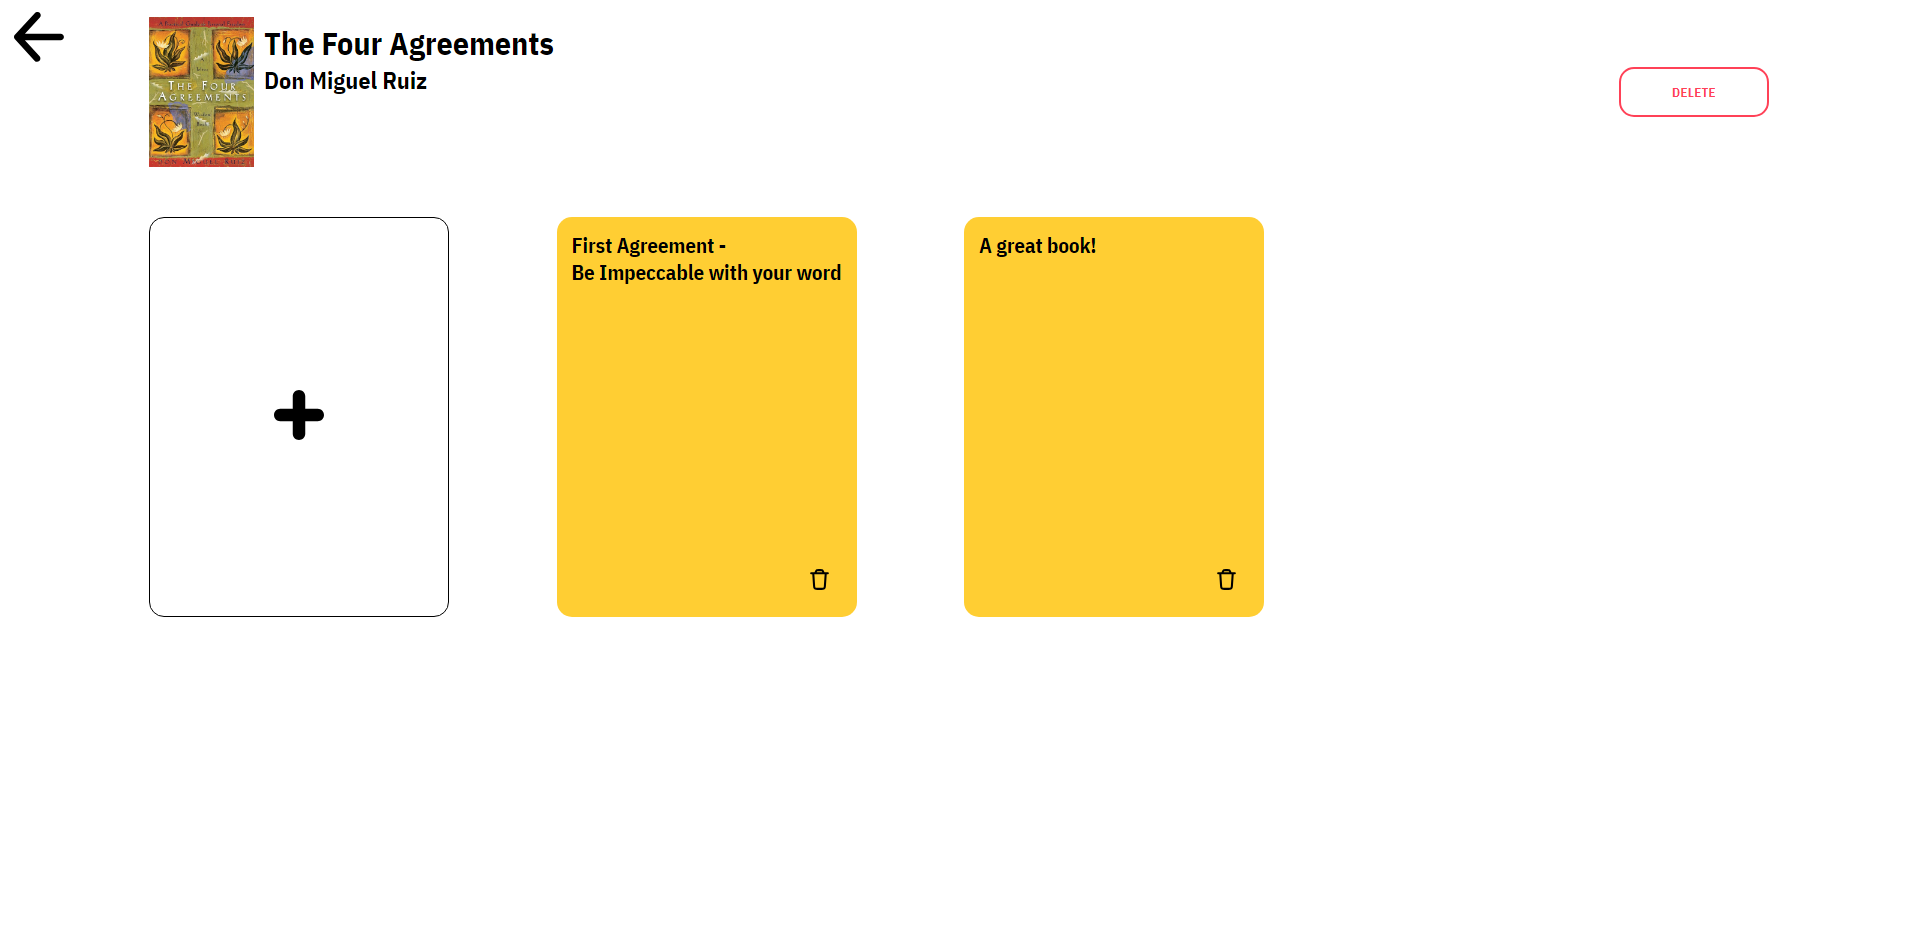 The Four Agreements
Don Miguel Ruiz
THE FOUR
AGREEMENTS
DELETE
First Agreement -
Be Impeccable with your word
A great book!